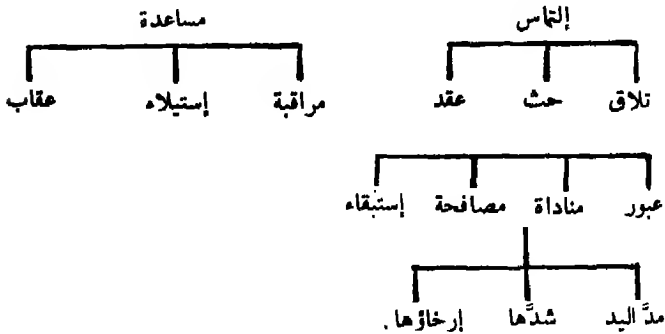 إلتماس مساعدة
تلاق حث عقد مراقبة إستيلاء عقاب
عبور مناداة مصافحة إستبقاء
مدَّ اليد شدَّها إرخاؤها.